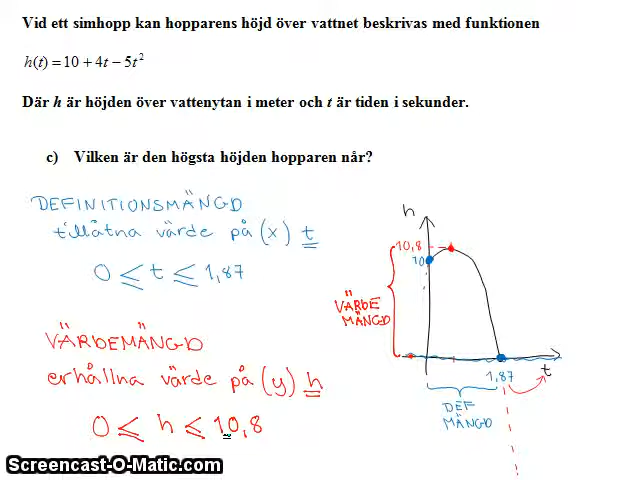 Vid ett simhopp kan hopparens höjd över vattnet beskrivas med funktionen
h(t) = 10 + 4t − 5t²
Där h är höjden över vattenytan i meter och t är tiden i sekunder.
c) Vilken är den högsta höjden hopparen når?
DEFINITIONSMÄNGD
tillåtna värde på (x) t
0 ≤ t ≤ 1,87
VÄRDEMÄNGD
erhållna värde på (y) h
0 ≤ h ≤ 10,8
h
10,8
10
VÄRDE
MÄNGD
1,87
t
DEF
MÄNGD
Screencast-O-Matic.com